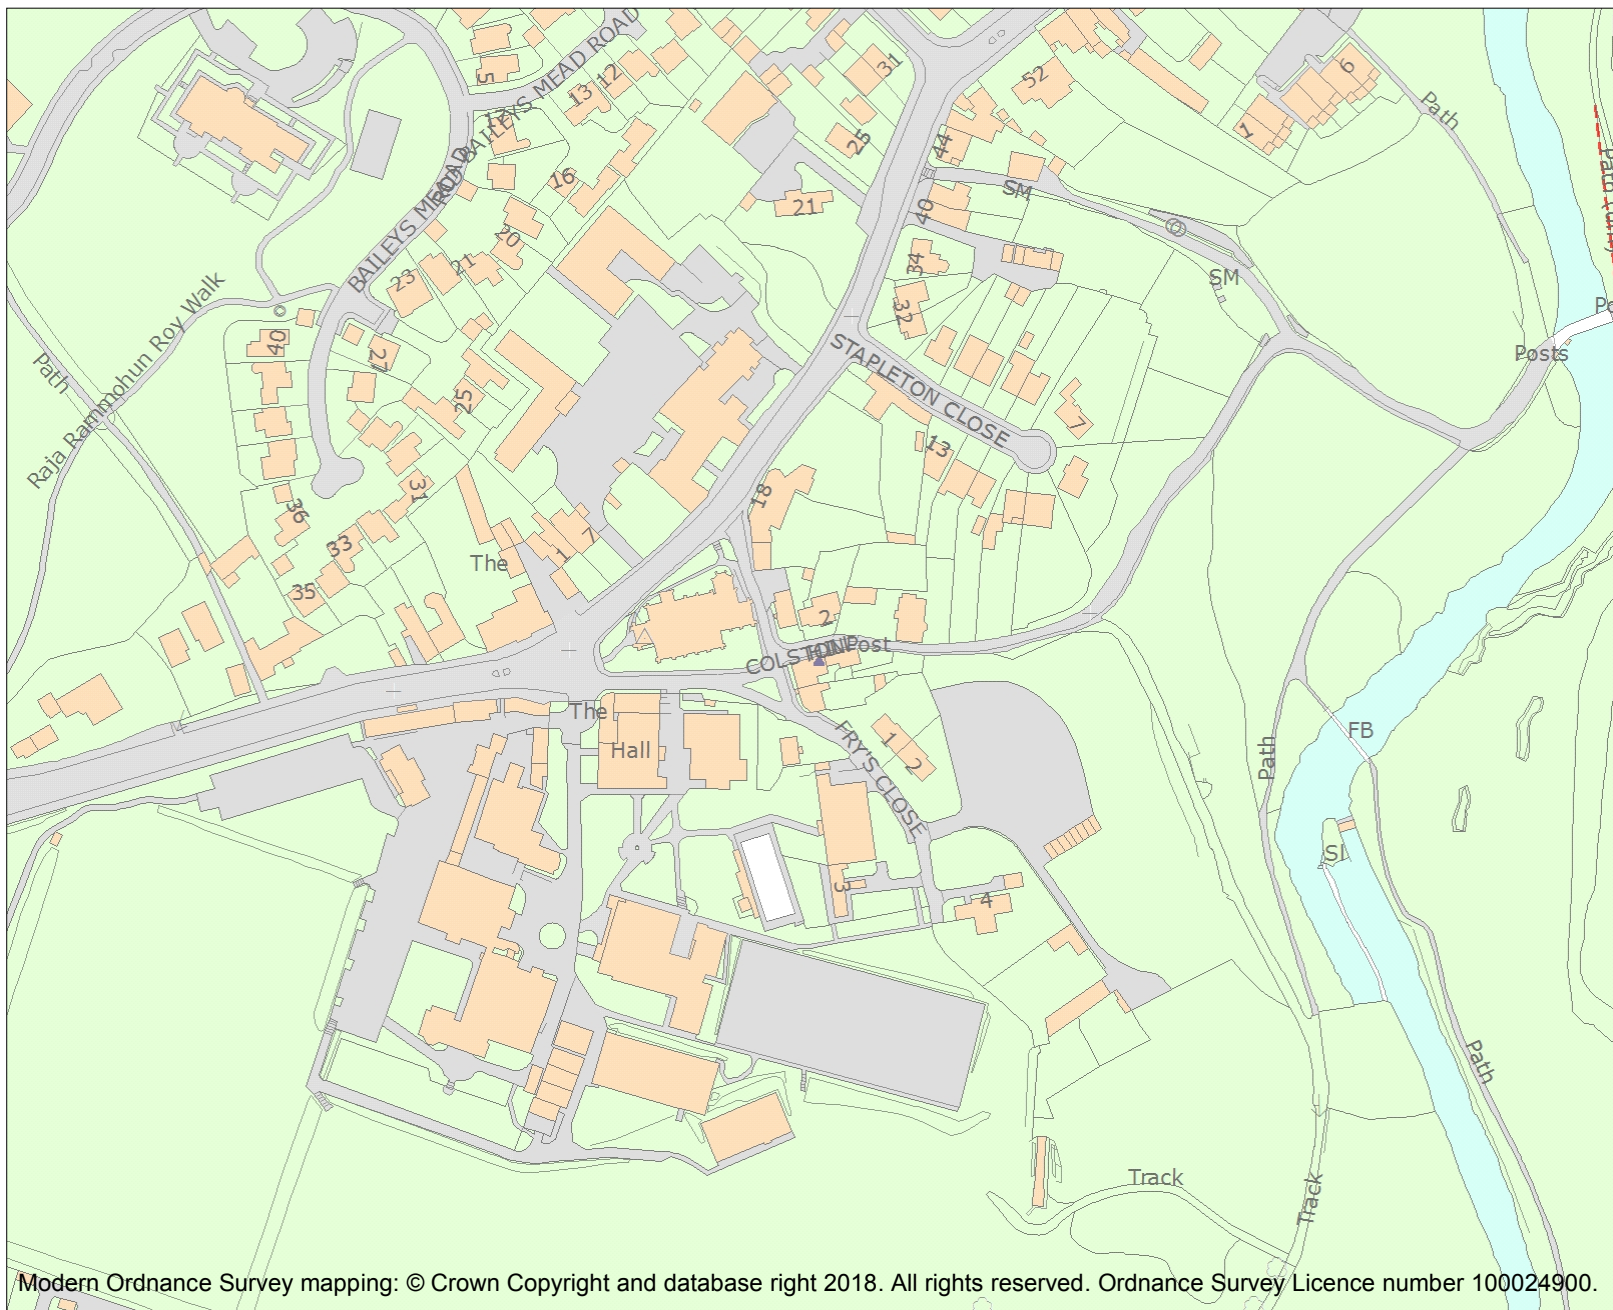 BAILEYS MEAD ROAD
5
12
13
31
52
6
1
Path
17
25
44
16
BAILEYS MEAD ROAD
SM
21
40
20
34
SM
21
23
Raja Rammohun Roy Walk
32
Posts
40
27
STAPLETON CLOSE
Path
25
7
13
31
18
36
33
1
7
The
35
2
COLSTON
HILL
Post
The
Hall
FRY'S CLOSE
1
2
FB
Path
SI
3
4
Path
Track
Track
Modern Ordnance Survey mapping: © Crown Copyright and database right 2018. All rights reserved. Ordnance Survey Licence number 100024900.